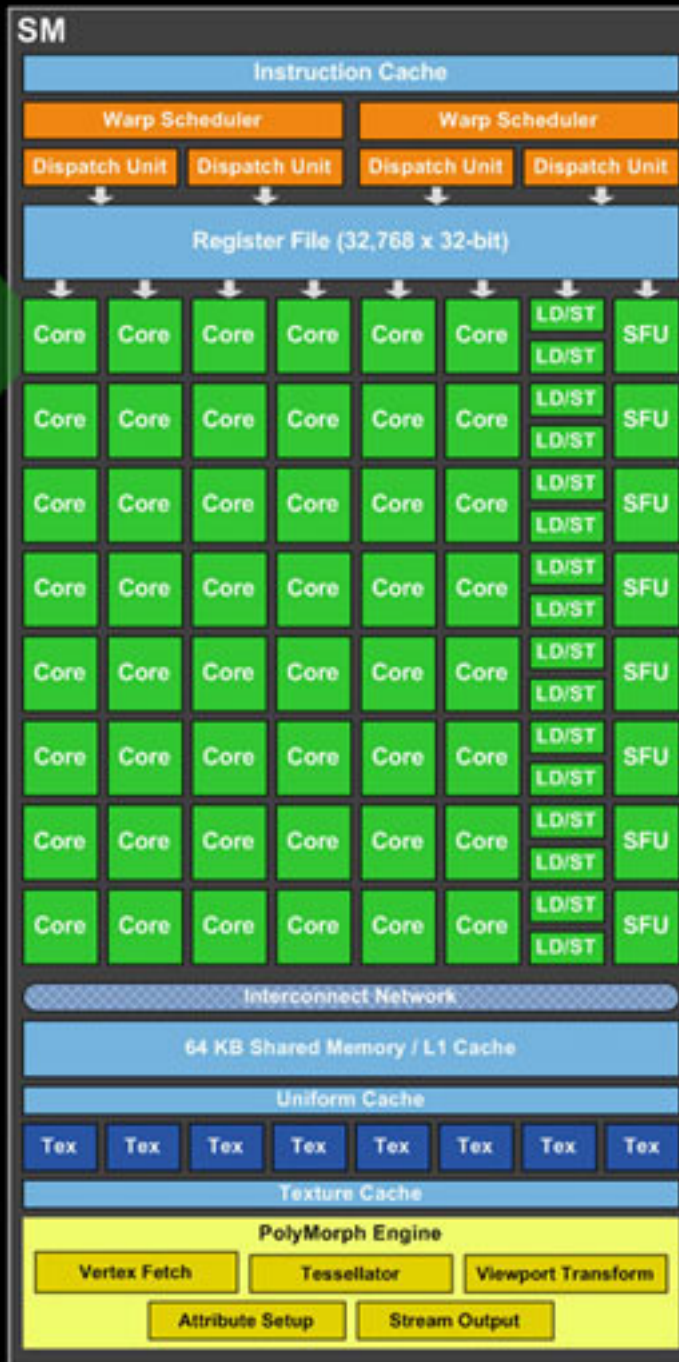 SM
Instruction Cache
Warp Scheduler Warp Scheduler
Dispatch Unit Dispatch Unit Dispatch Unit Dispatch Unit
Register File (32,768 x 32-bit)
Core Core Core Core Core Core LD/ST LD/ST SFU
Core Core Core Core Core Core LD/ST LD/ST SFU
Core Core Core Core Core Core LD/ST LD/ST SFU
Core Core Core Core Core Core LD/ST LD/ST SFU
Core Core Core Core Core Core LD/ST LD/ST SFU
Core Core Core Core Core Core LD/ST LD/ST SFU
Core Core Core Core Core Core LD/ST LD/ST SFU
Core Core Core Core Core Core LD/ST LD/ST SFU
Interconnect Network
64 KB Shared Memory / L1 Cache
Uniform Cache
Tex Tex Tex Tex Tex Tex Tex Tex
Texture Cache
PolyMorph Engine
Vertex Fetch Tessellator Viewport Transform
Attribute Setup Stream Output